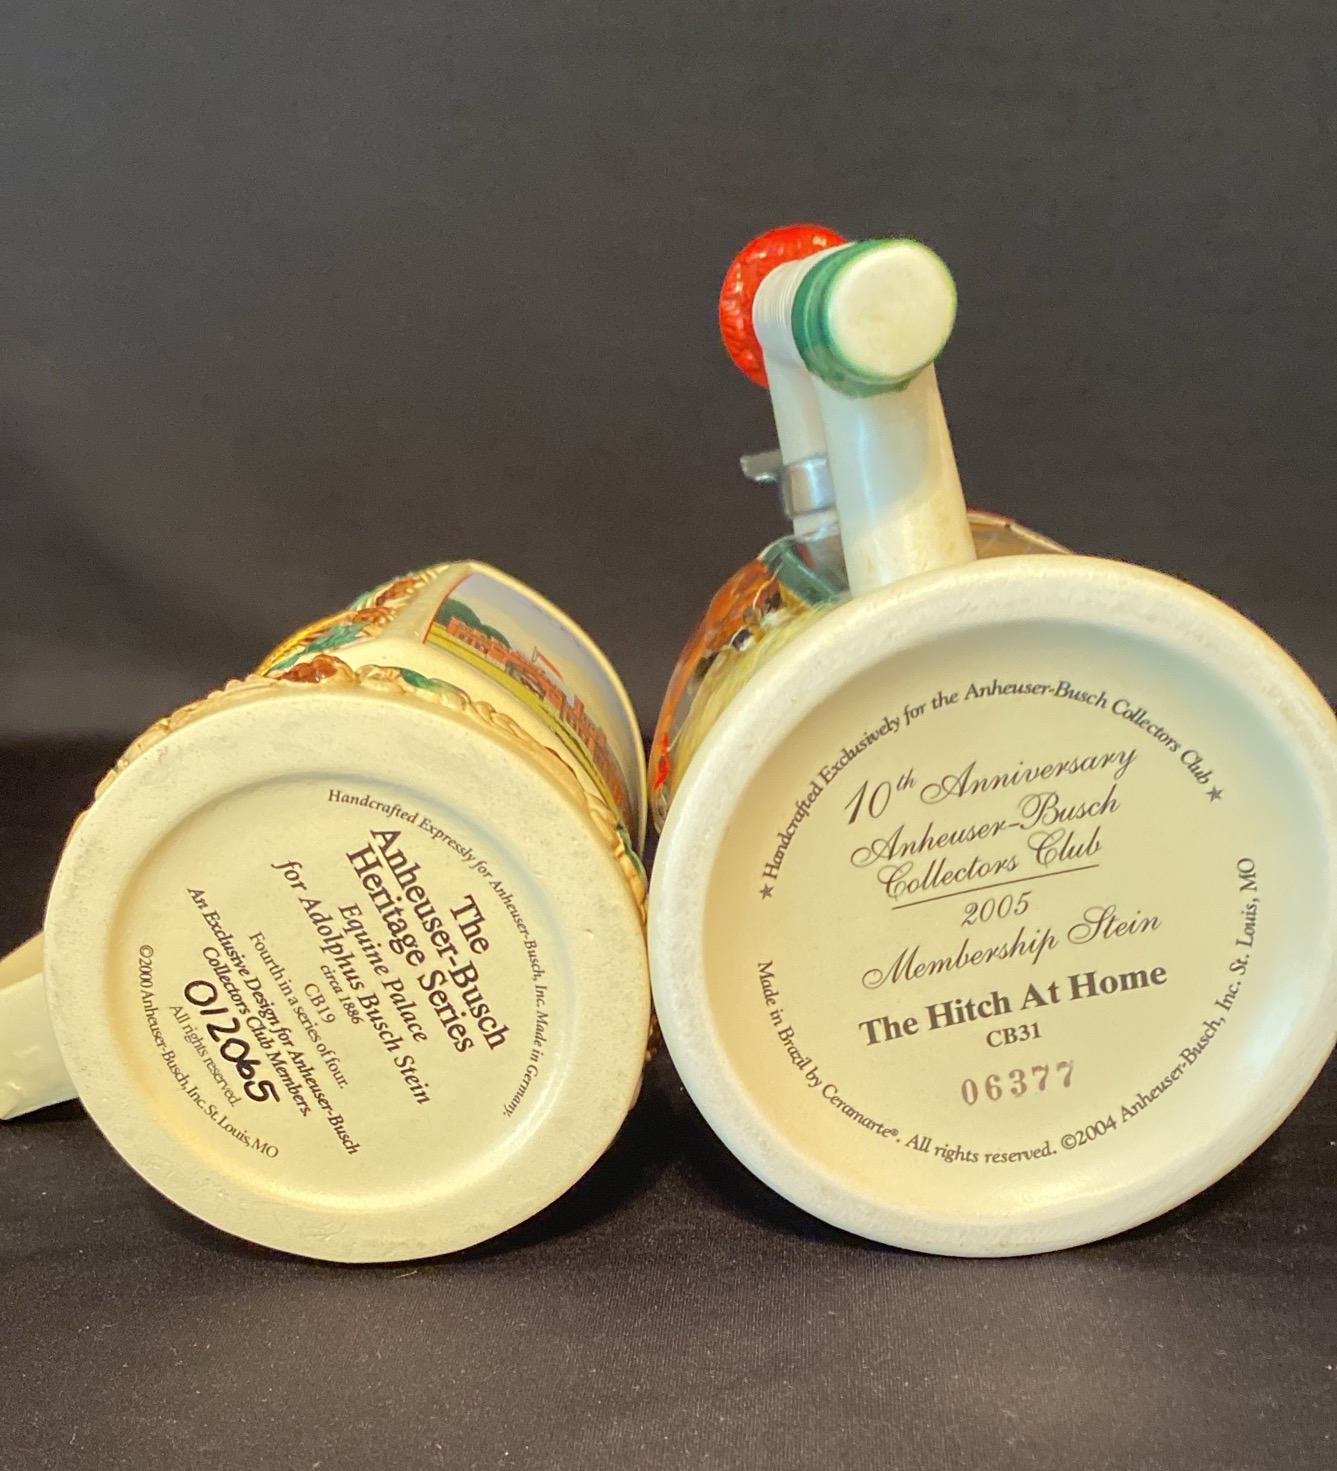 Handcrafted Expressly for Anheuser-Busch, Inc. Made in Germany.
The
Anheuser-Busch
Heritage Series
Equine Palace
for Adolphus Busch Stein
circa 1886
CB19
Fourth in a series of four.
An Exclusive Design for Anheuser-Busch
Collectors Club Members.
012065
All rights reserved.
©2000 Anheuser-Busch, Inc. St. Louis, MO
★ Handcrafted Exclusively for the Anheuser-Busch Collectors Club ★
10th Anniversary
Anheuser-Busch
Collectors Club
2005
Membership Stein
The Hitch At Home
CB31
06377
Made in Brazil by Ceramarte®. All rights reserved. ©2004 Anheuser-Busch, Inc. St. Louis, MO